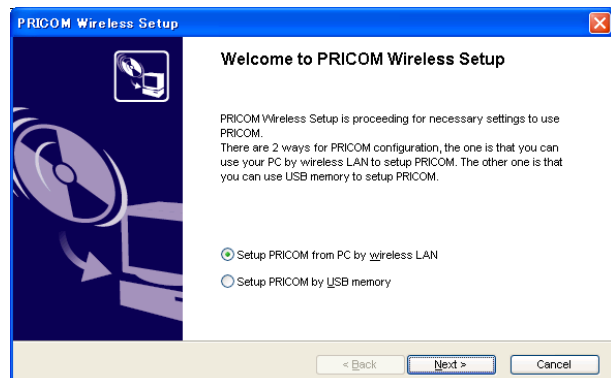 PRICOM Wireless Setup
Welcome to PRICOM Wireless Setup
PRICOM Wireless Setup is proceeding for necessary settings to use
PRICOM.
There are 2 ways for PRICOM configuration, the one is that you can
use your PC by wireless LAN to setup PRICOM. The other one is that
you can use USB memory to setup PRICOM.
Setup PRICOM from PC by wireless LAN
Setup PRICOM by USB memory
< Back
Next >
Cancel